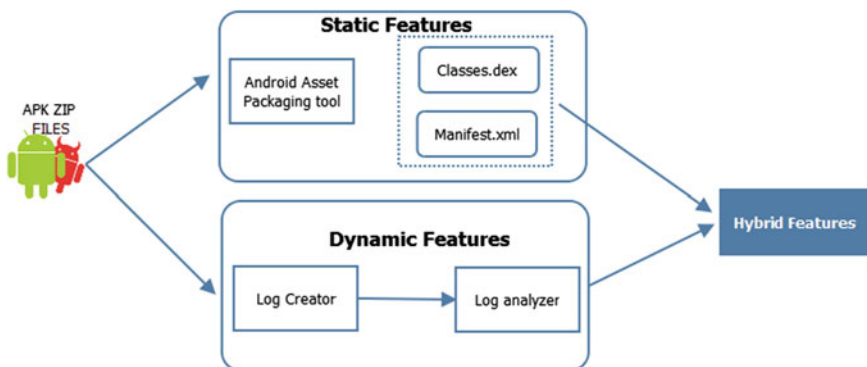 Static Features
Android Asset
Packaging tool
Classes.dex
Manifest.xml
APK ZIP
FILES
Dynamic Features
Log Creator
Log analyzer
Hybrid Features